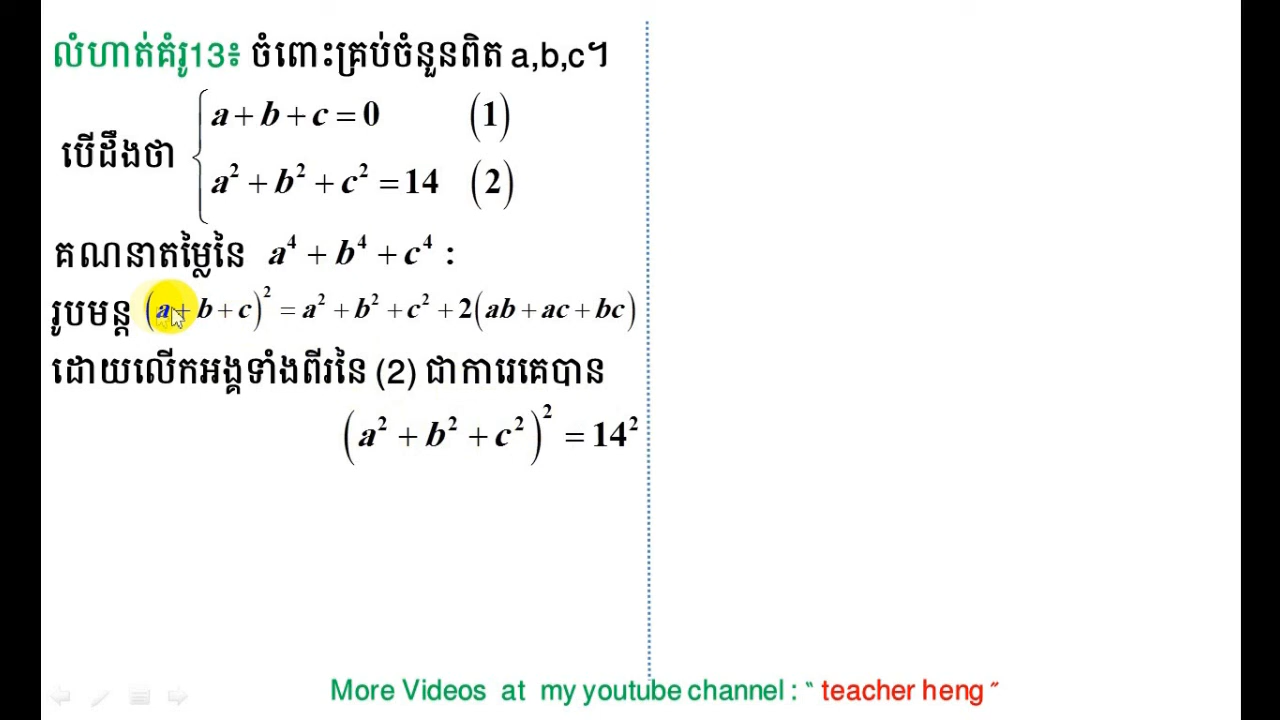 លំហាត់គំរូ13៖ ចំពោះគ្រប់ចំនួនពិត a,b,c។
បើដឹងថា
a + b + c = 0 (1)
a² + b² + c² = 14 (2)
គណនាតម្លៃនៃ a⁴ + b⁴ + c⁴ :
រូបមន្ត (a + b + c)² = a² + b² + c² + 2(ab + ac + bc)
ដោយលើកអង្គទាំងពីរនៃ (2) ជាការេគេបាន
(a² + b² + c²)² = 14²
More Videos at my youtube channel : “ teacher heng ”